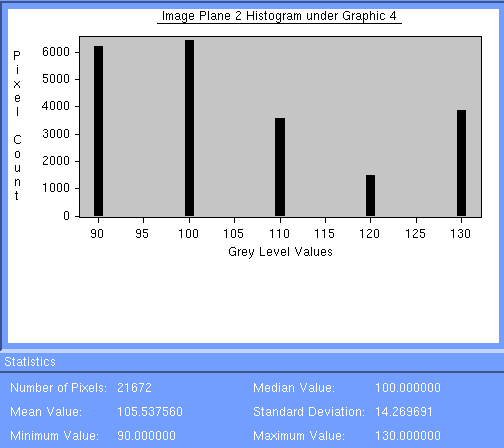 Image Plane 2 Histogram under Graphic 4
Pixel Count
6000
5000
4000
3000
2000
1000
0
90 95 100 105 110 115 120 125 130
Grey Level Values
Statistics
Number of Pixels: 21672 Median Value: 100.000000
Mean Value: 105.537560 Standard Deviation: 14.269691
Minimum Value: 90.000000 Maximum Value: 130.000000